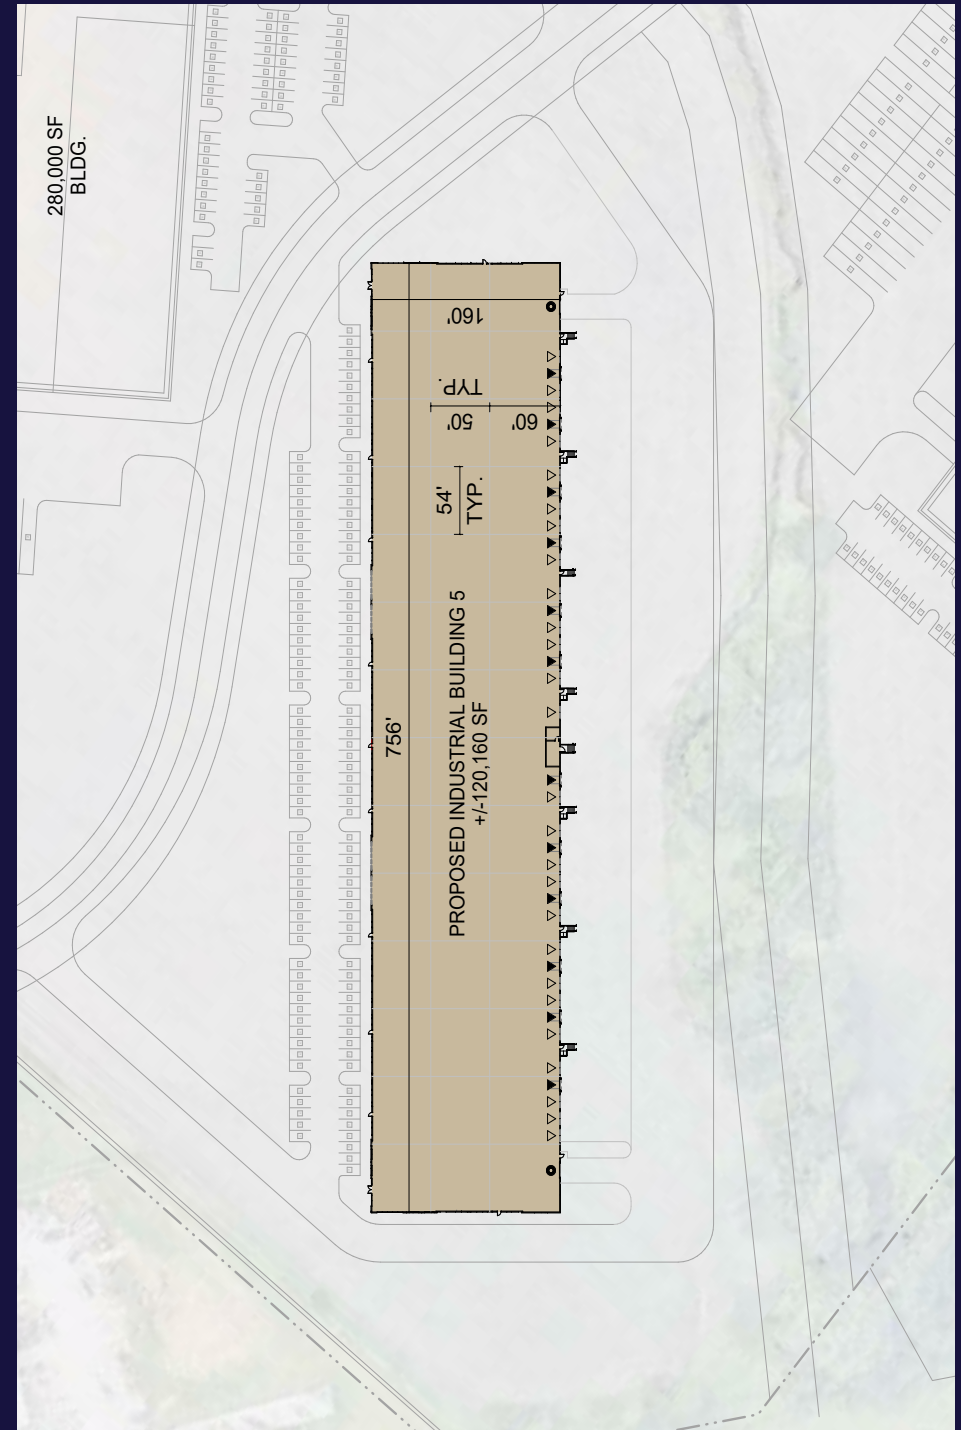 280,000 SF
BLDG.
160'
TYP.
50'
60'
54'
TYP.
756'
PROPOSED INDUSTRIAL BUILDING 5
+/-120,160 SF